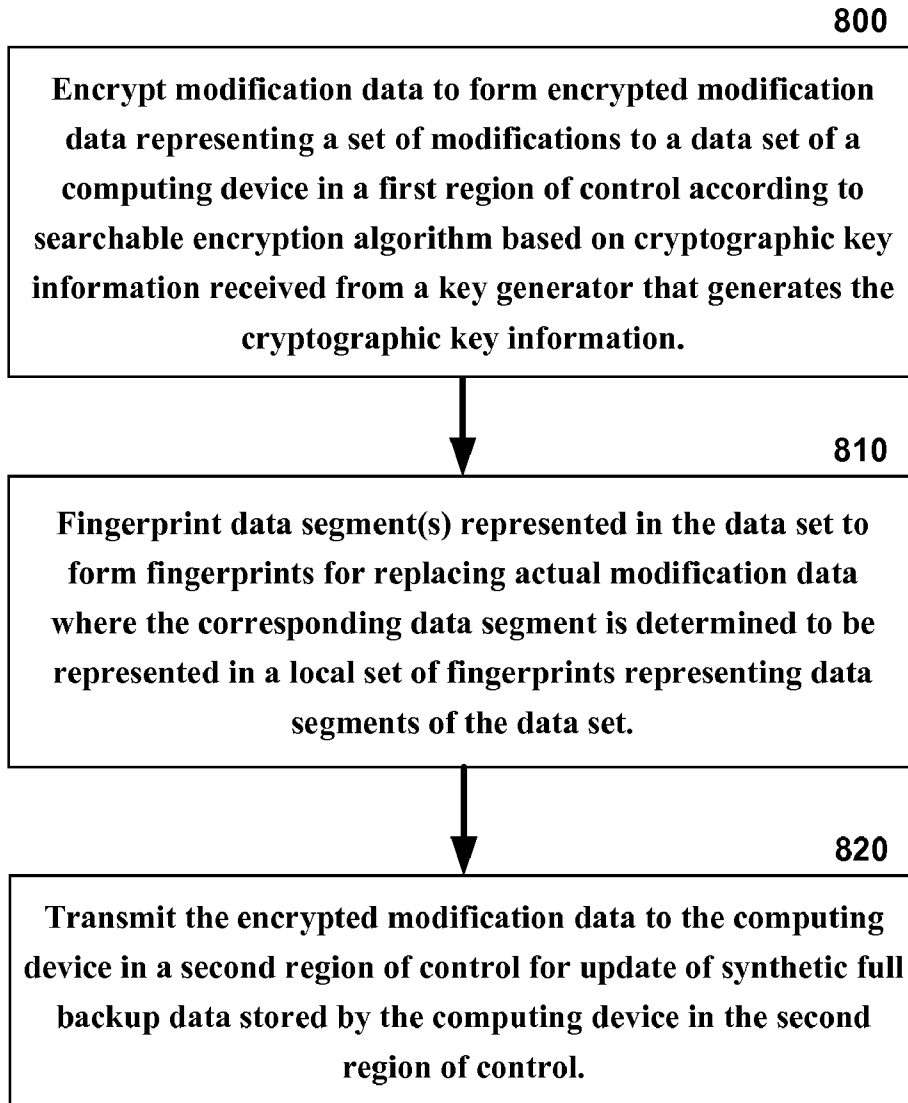 800
Encrypt modification data to form encrypted modification
data representing a set of modifications to a data set of a
computing device in a first region of control according to
searchable encryption algorithm based on cryptographic key
information received from a key generator that generates the
cryptographic key information.
810
Fingerprint data segment(s) represented in the data set to
form fingerprints for replacing actual modification data
where the corresponding data segment is determined to be
represented in a local set of fingerprints representing data
segments of the data set.
820
Transmit the encrypted modification data to the computing
device in a second region of control for update of synthetic full
backup data stored by the computing device in the second
region of control.